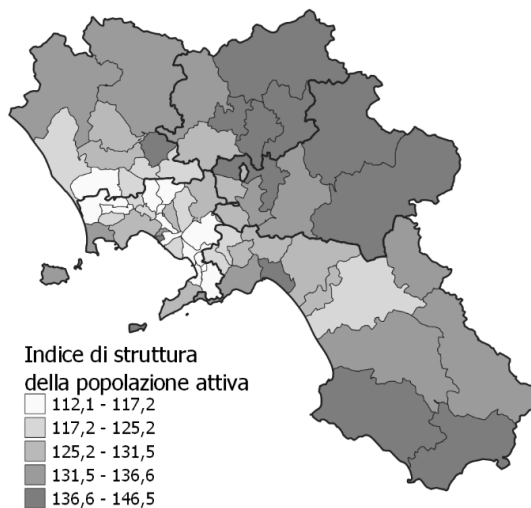 Indice di struttura
della popolazione attiva
112,1 - 117,2
117,2 - 125,2
125,2 - 131,5
131,5 - 136,6
136,6 - 146,5